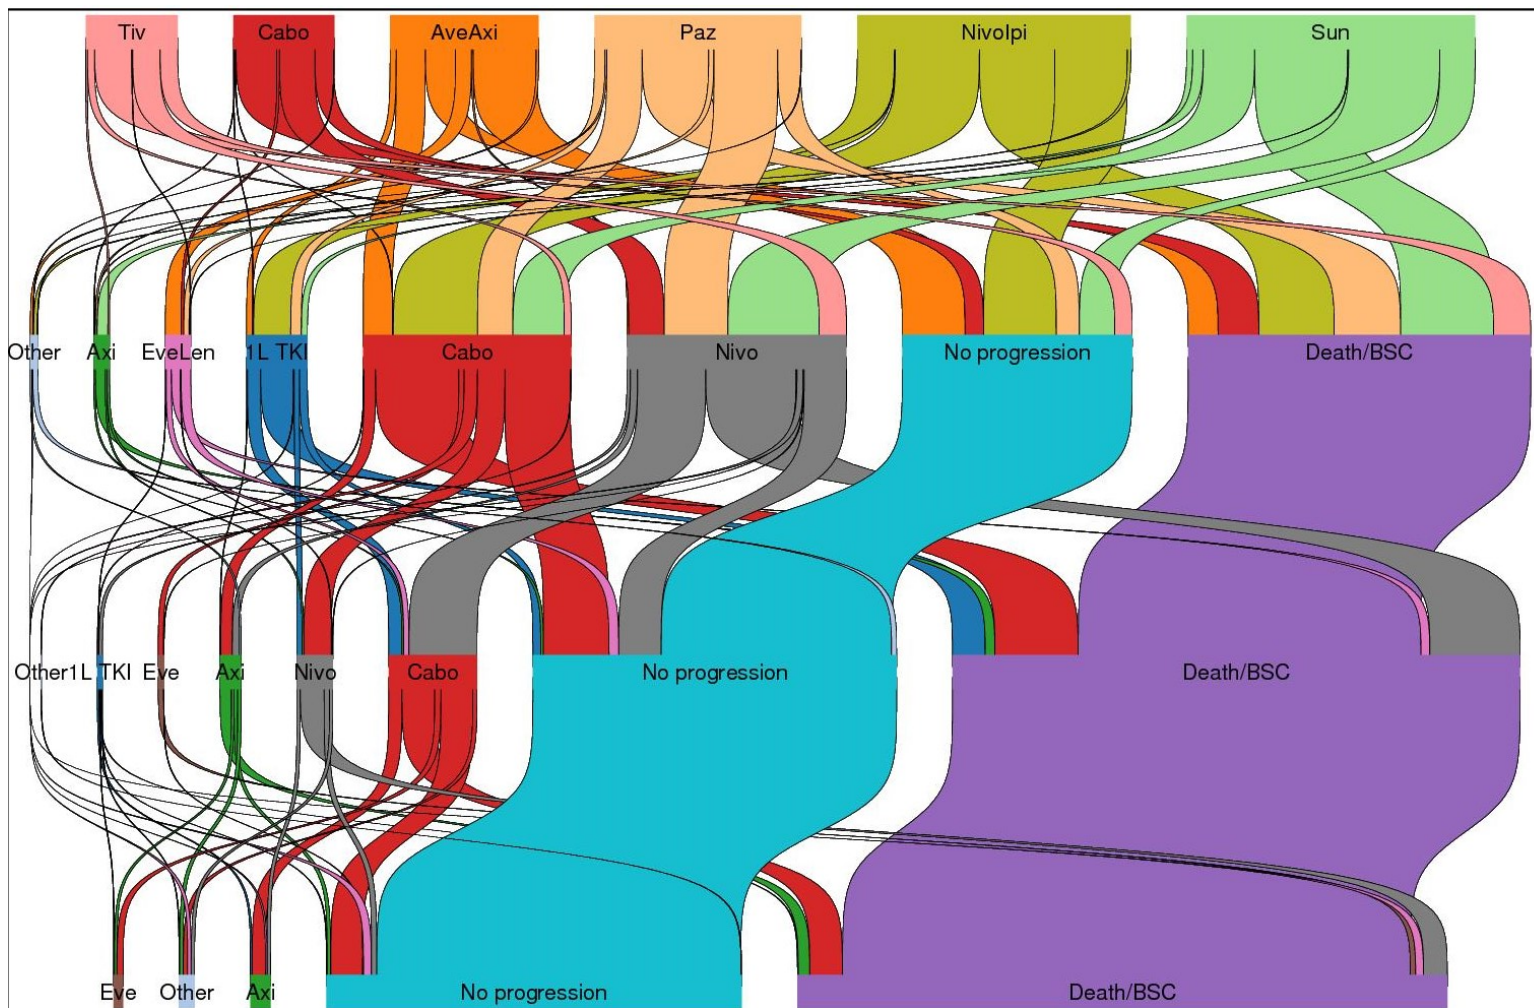 Tiv Cabo AveAxi Paz NivoIpi Sun
Other Axi EveLen 1L TKI Cabo Nivo No progression Death/BSC
Other 1L TKI Eve Axi Nivo Cabo No progression Death/BSC
Eve Other Axi No progression Death/BSC